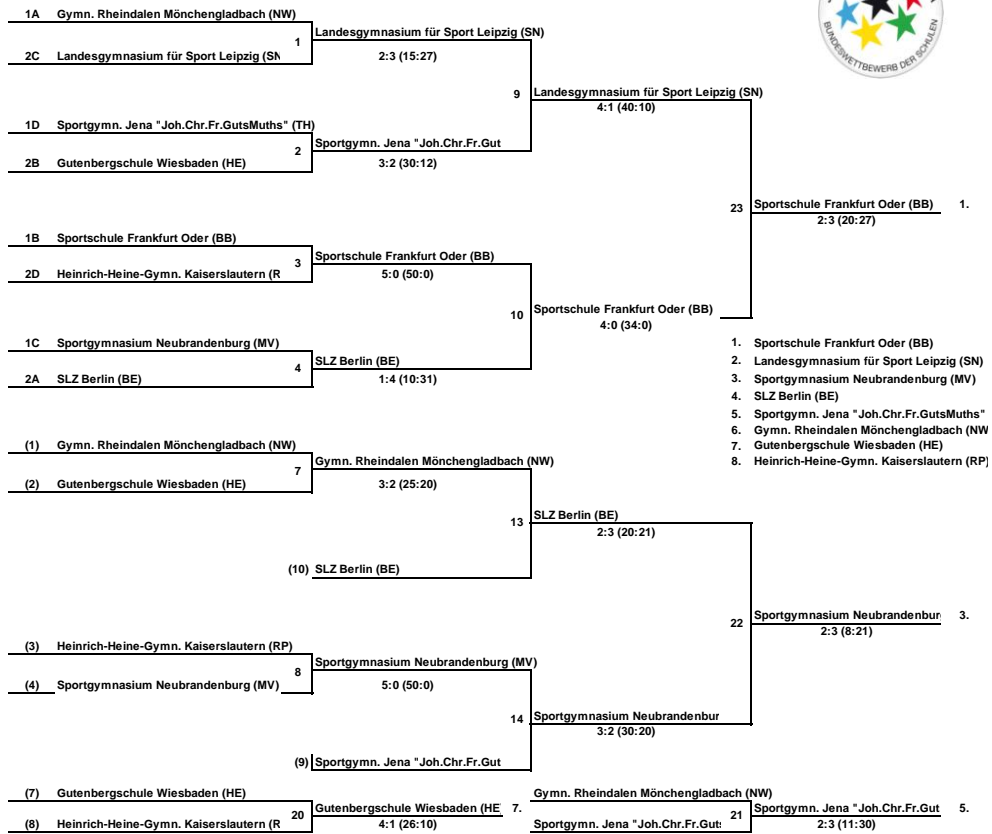 1A Gymn. Rheindalen Mönchengladbach (NW)
1 Landesgymnasium für Sport Leipzig (SN)
2C Landesgymnasium für Sport Leipzig (SN
2:3 (15:27)
9 Landesgymnasium für Sport Leipzig (SN)
4:1 (40:10)
1D Sportgymn. Jena "Joh.Chr.Fr.GutsMuths" (TH)
2 Sportgymn. Jena "Joh.Chr.Fr.Gut
2B Gutenbergschule Wiesbaden (HE)
3:2 (30:12)
BUNDESWETTBEWERB DER SCHULEN
23 Sportschule Frankfurt Oder (BB) 1.
2:3 (20:27)
1B Sportschule Frankfurt Oder (BB)
3 Sportschule Frankfurt Oder (BB)
2D Heinrich-Heine-Gymn. Kaiserslautern (R
5:0 (50:0)
10 Sportschule Frankfurt Oder (BB)
4:0 (34:0)
1C Sportgymnasium Neubrandenburg (MV)
4 SLZ Berlin (BE)
2A SLZ Berlin (BE)
1:4 (10:31)
1. Sportschule Frankfurt Oder (BB)
2. Landesgymnasium für Sport Leipzig (SN)
3. Sportgymnasium Neubrandenburg (MV)
4. SLZ Berlin (BE)
5. Sportgymn. Jena "Joh.Chr.Fr.GutsMuths"
6. Gymn. Rheindalen Mönchengladbach (NW
7. Gutenbergschule Wiesbaden (HE)
8. Heinrich-Heine-Gymn. Kaiserslautern (RP)
(1) Gymn. Rheindalen Mönchengladbach (NW)
7 Gymn. Rheindalen Mönchengladbach (NW)
(2) Gutenbergschule Wiesbaden (HE)
3:2 (25:20)
13 SLZ Berlin (BE)
2:3 (20:21)
(10) SLZ Berlin (BE)
22 Sportgymnasium Neubrandenbur 3.
2:3 (8:21)
(3) Heinrich-Heine-Gymn. Kaiserslautern (RP)
8 Sportgymnasium Neubrandenburg (MV)
(4) Sportgymnasium Neubrandenburg (MV)
5:0 (50:0)
14 Sportgymnasium Neubrandenbur
3:2 (30:20)
(9) Sportgymn. Jena "Joh.Chr.Fr.Gut
(7) Gutenbergschule Wiesbaden (HE)
20 Gutenbergschule Wiesbaden (HE 7.
(8) Heinrich-Heine-Gymn. Kaiserslautern (R
4:1 (26:10)
Gymn. Rheindalen Mönchengladbach (NW)
21 Sportgymn. Jena "Joh.Chr.Fr.Gut 5.
Sportgymn. Jena "Joh.Chr.Fr.Guts
2:3 (11:30)